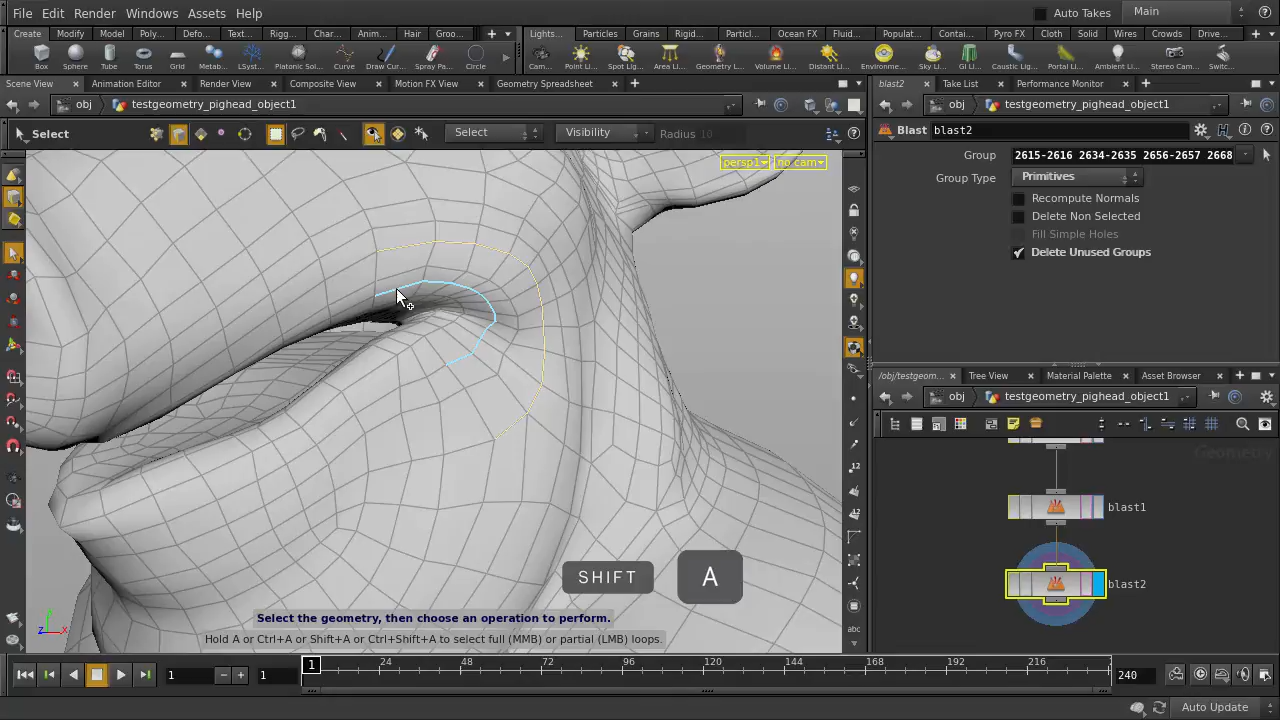 File Edit Render Windows Assets Help
Auto Takes Main
Create Modify Model Poly... Defo... Text... Rigg... Char... Anim... Hair Groo...
Lights... Particles Grains Rigid... Particl... Ocean FX Fluid... Populat... Contai... Pyro FX Cloth Solid Wires Crowds Drive...
Box Sphere Tube Torus Grid Metab... LSyst... Platonic Sol... Curve Draw Cur... Spray Pa... Circle
Cam... Point Lig... Spot Lig... Area Li... Geometry L... Volume Li... Distant Li... Environme... Sky Li... GI Li... Caustic Lig... Portal Li... Ambient Li... Stereo Cam... Switc...
Scene View Animation Editor Render View Composite View Motion FX View Geometry Spreadsheet
blast2 Take List Performance Monitor
obj testgeometry_pighead_object1
obj testgeometry_pighead_object1
Select Select Visibility Radius 10
Blast blast2
persp1 no cam
Group 2615-2616 2634-2635 2656-2657 2668
Group Type Primitives
Recompute Normals
Delete Non Selected
Fill Simple Holes
Delete Unused Groups
/obj/testgeom... Tree View Material Palette Asset Browser
obj testgeometry_pighead_object1
Geometry
blast1
blast2
SHIFT A
Select the geometry, then choose an operation to perform.
Hold A or Ctrl+A or Shift+A or Ctrl+Shift+A to select full (MMB) or partial (LMB) loops.
z x
12
12
abc
1 1 1 24 48 72 96 120 144 168 192 216 240
Auto Update